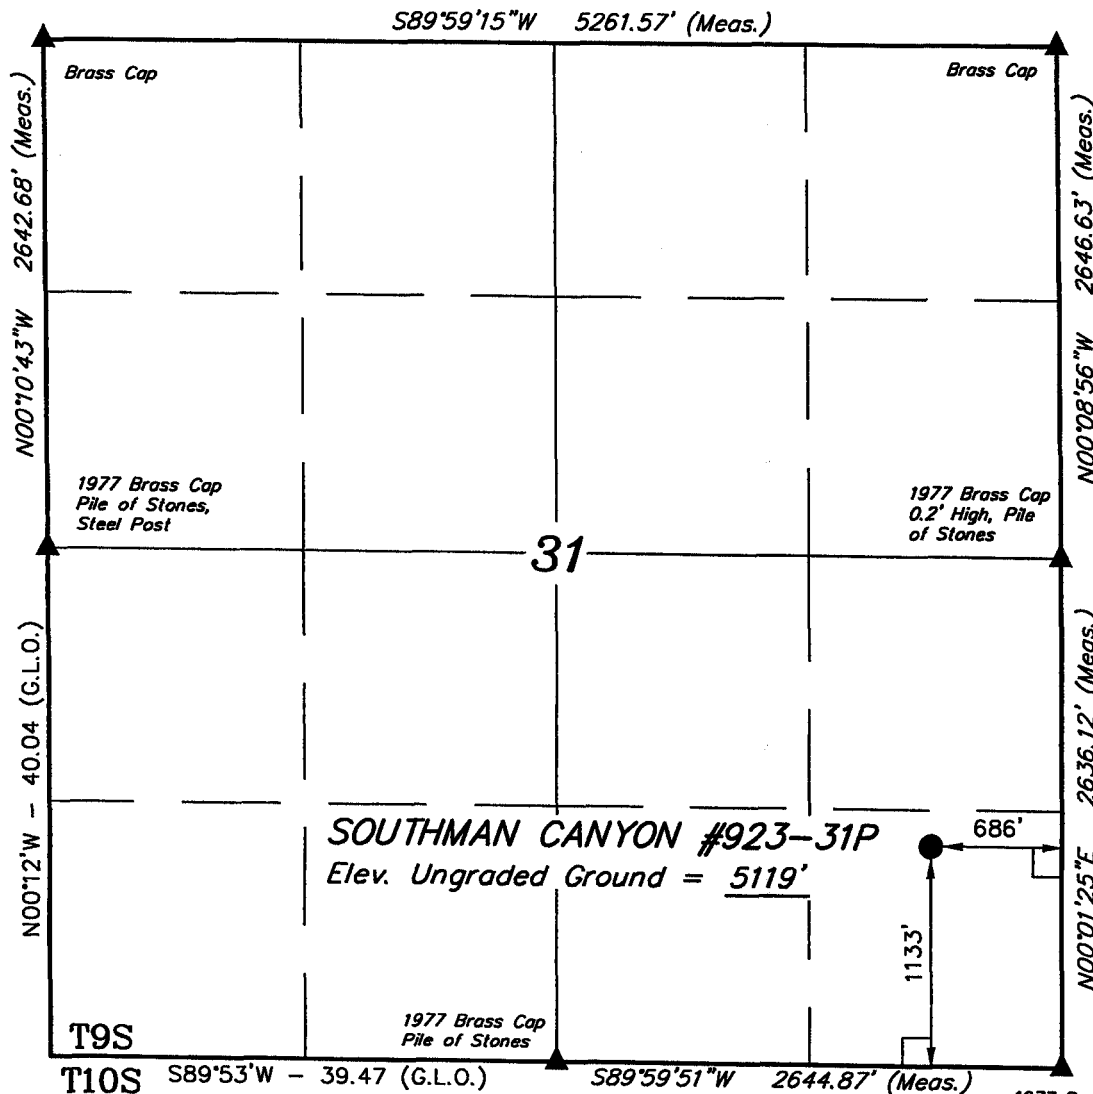 S89°59'15"W 5261.57' (Meas.)
Brass Cap
Brass Cap
N00°10'43"W 2642.68' (Meas.)
N00°08'56"W 2646.63' (Meas.)
1977 Brass Cap
Pile of Stones,
Steel Post
1977 Brass Cap
0.2' High, Pile
of Stones
31
N00°12'W - 40.04 (G.L.O.)
N00°01'25"E 2636.12' (Meas.)
SOUTHMAN CANYON #923-31P
Elev. Ungraded Ground = 5119'
686'
1133'
1977 Brass Cap
Pile of Stones
T9S
T10S
S89°53'W - 39.47 (G.L.O.)
S89°59'51"W 2644.87' (Meas.)